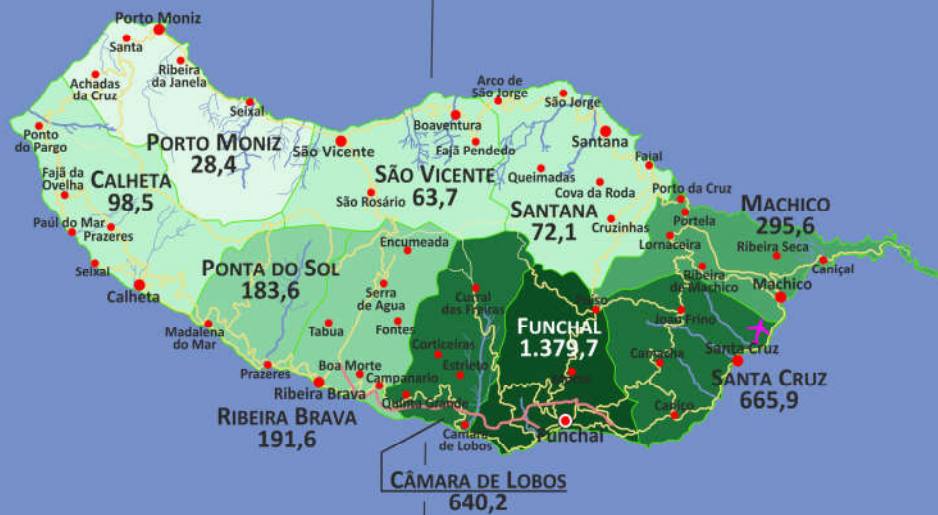 Porto Moniz
Santa
Ribeira
da Janela
Achadas
da Cruz
Seixal
Arco de
São Jorge
São Jorge
Boaventura
Ponto
do Pargo
PORTO MONIZ
28,4
São Vicente
Fajã Pendedo
Santana
Faial
Fajã da
Ovelha
CALHETA
98,5
SÃO VICENTE
63,7
Queimadas
Cova da Roda
São Rosário
Porto da Cruz
Paúl do Mar
Prazeres
SANTANA
72,1
Cruzinhas
Portela
MACHICO
295,6
Lornaceira
Ribeira Seca
Encumeada
Seixal
PONTA DO SOL
183,6
Ribeira
de Machico
Caniçal
Calheta
Serra
de Agua
Curral
das Freiras
Machico
Madalena
do Mar
Tabua
Fontes
FUNCHAL
1.379,7
João Frino
Corticeiras
Santa Cruz
Prazeres
Boa Morte
Estrieto
Camacha
SANTA CRUZ
665,9
Ribeira Brava
Campanario
Quinta Grande
Caniço
RIBEIRA BRAVA
191,6
Câmara
de Lobos
Funchal
CÂMARA DE LOBOS
640,2